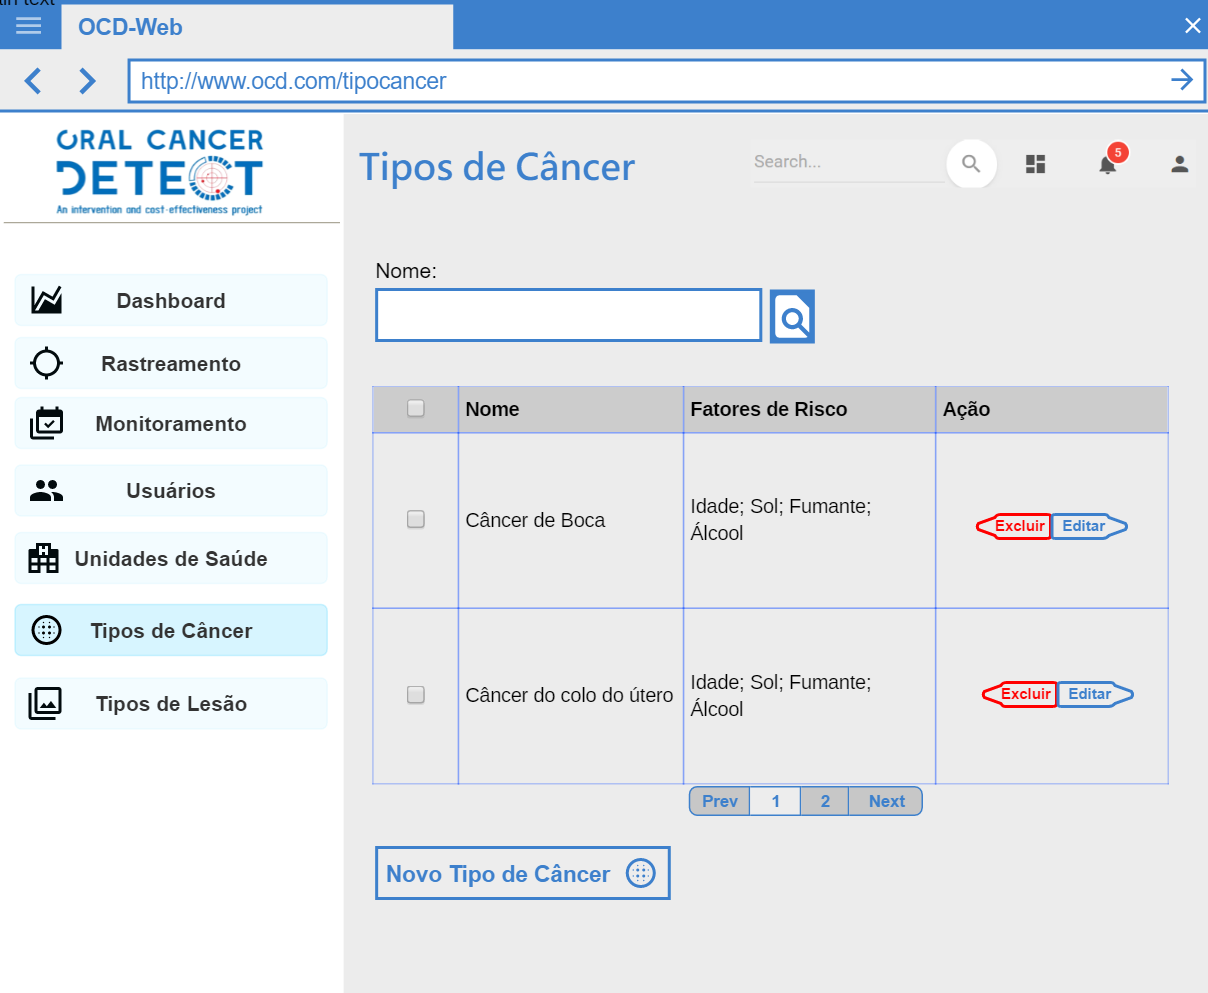 ain text
OCD-Web
http://www.ocd.com/tipocancer
ORAL CANCER
DETECT
An intervention and cost-effectiveness project
Tipos de Câncer
Search...
5
Dashboard
Rastreamento
Monitoramento
Usuários
Unidades de Saúde
Tipos de Câncer
Tipos de Lesão
Nome:
Nome Fatores de Risco Ação
Câncer de Boca
Idade; Sol; Fumante;
Álcool
Excluir Editar
Câncer do colo do útero
Idade; Sol; Fumante;
Álcool
Excluir Editar
Prev 1 2 Next
Novo Tipo de Câncer